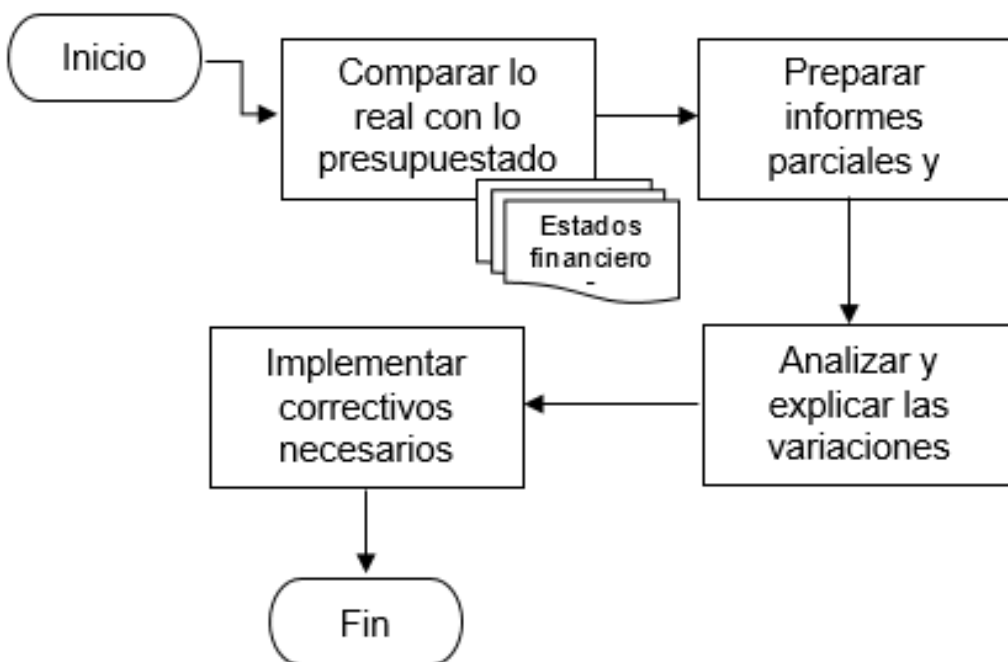 Inicio
Comparar lo
real con lo
presupuestado
Preparar
informes
parciales y
Estados
financiero
-
Analizar y
explicar las
variaciones
Implementar
correctivos
necesarios
Fin